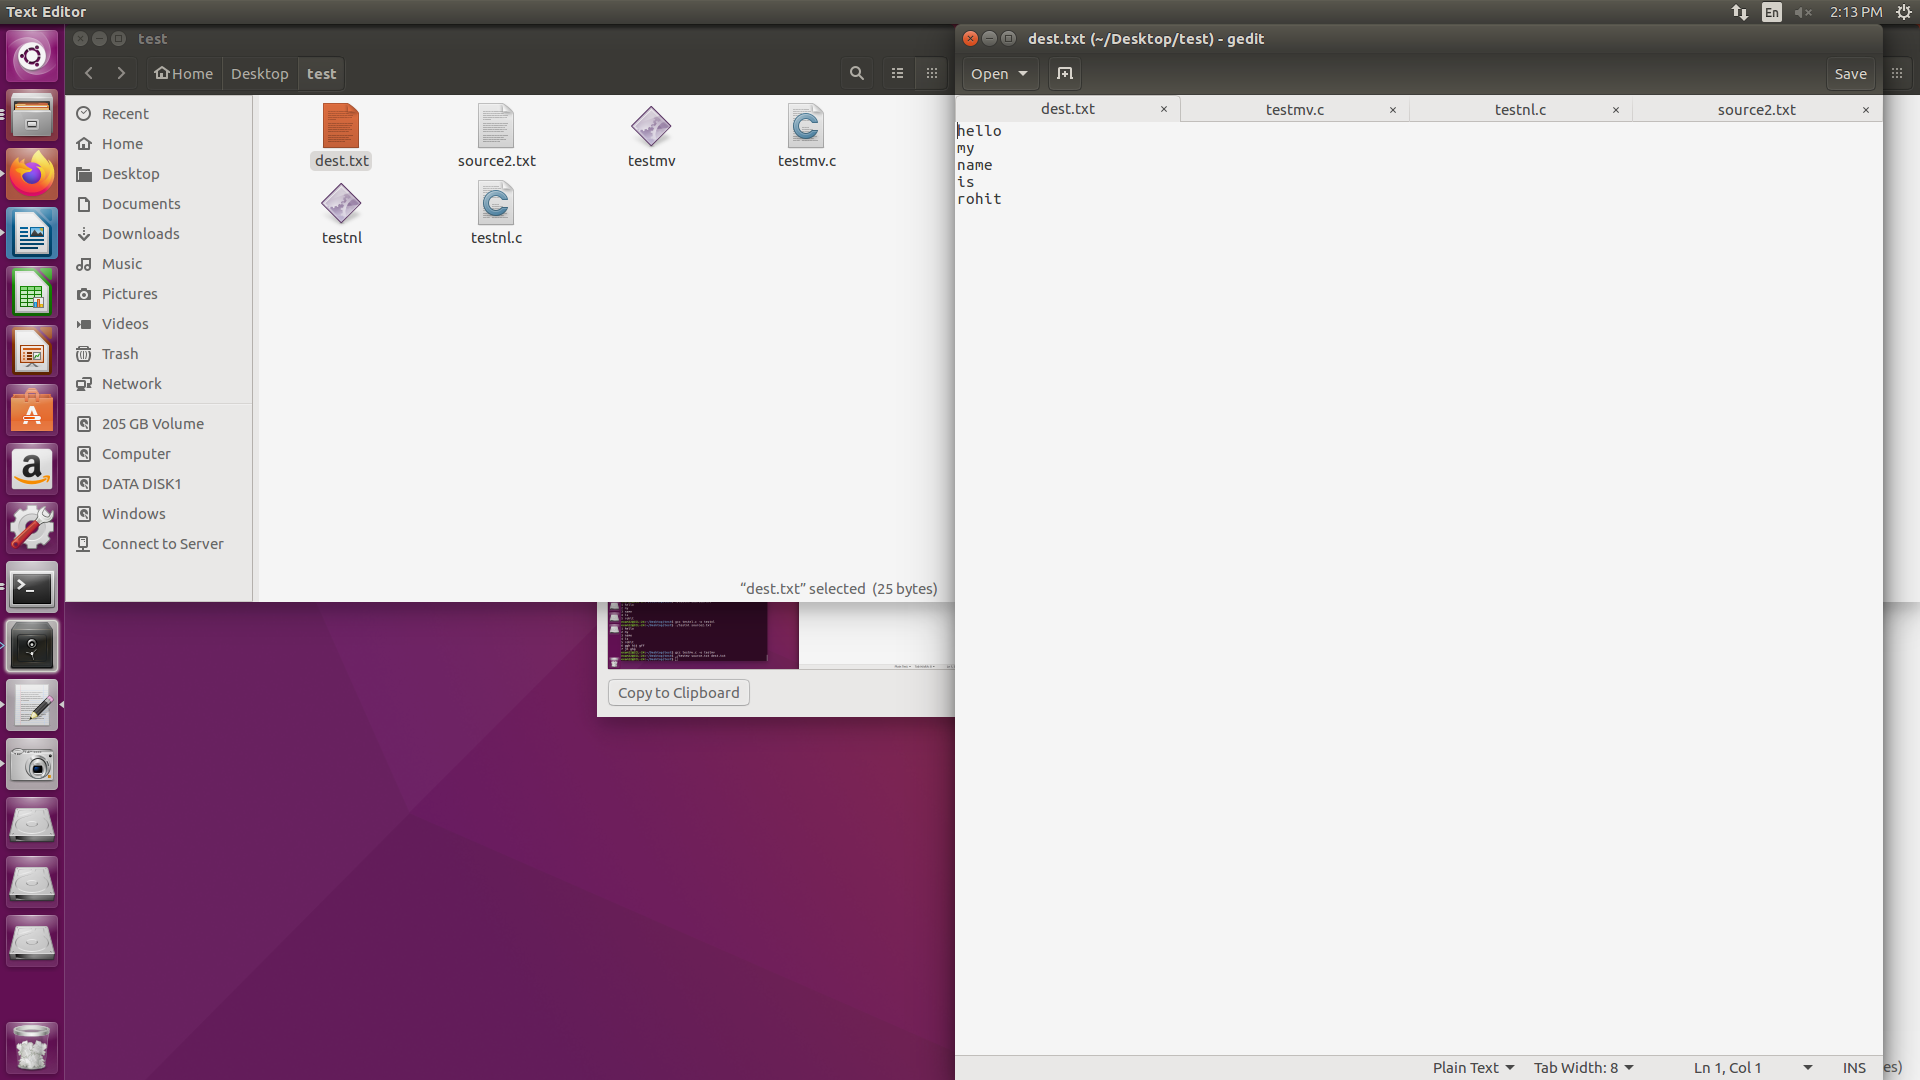 Text Editor
En
2:13 PM
test
Home
Desktop
test
Recent
Home
Desktop
Documents
Downloads
Music
Pictures
Videos
Trash
Network
205 GB Volume
Computer
DATA DISK1
Windows
Connect to Server
dest.txt
source2.txt
testmv
testmv.c
testnl
testnl.c
“dest.txt” selected (25 bytes)
Copy to Clipboard
dest.txt (~/Desktop/test) - gedit
Open
Save
dest.txt
testmv.c
testnl.c
source2.txt
hello
my
name
is
rohit
Plain Text
Tab Width: 8
Ln 1, Col 1
INS
es)